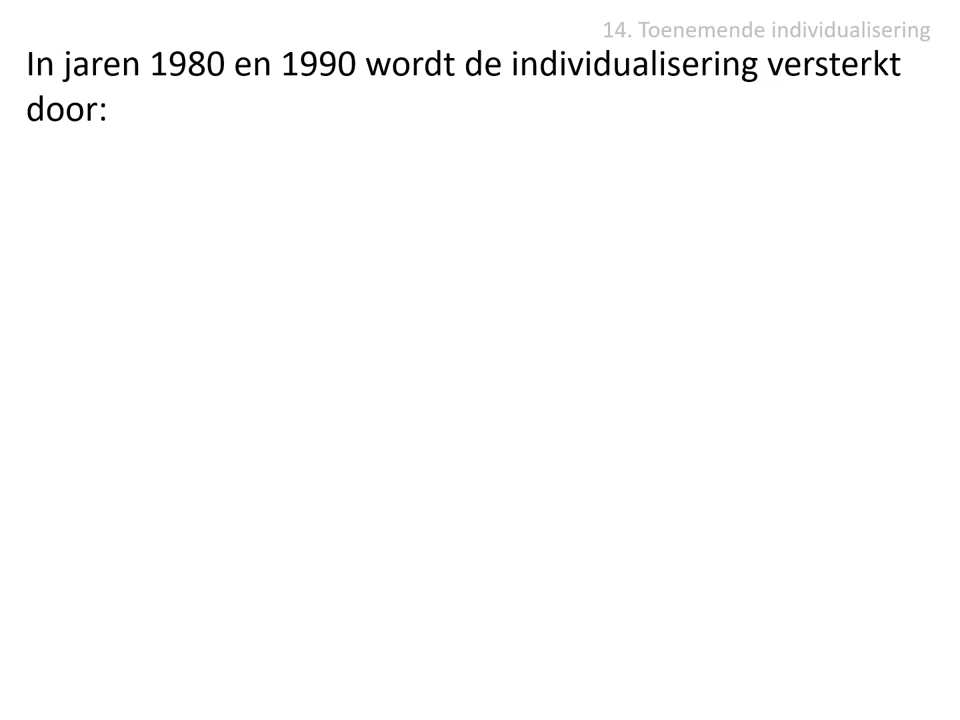 14. Toenemende individualisering
In jaren 1980 en 1990 wordt de individualisering versterkt
door: